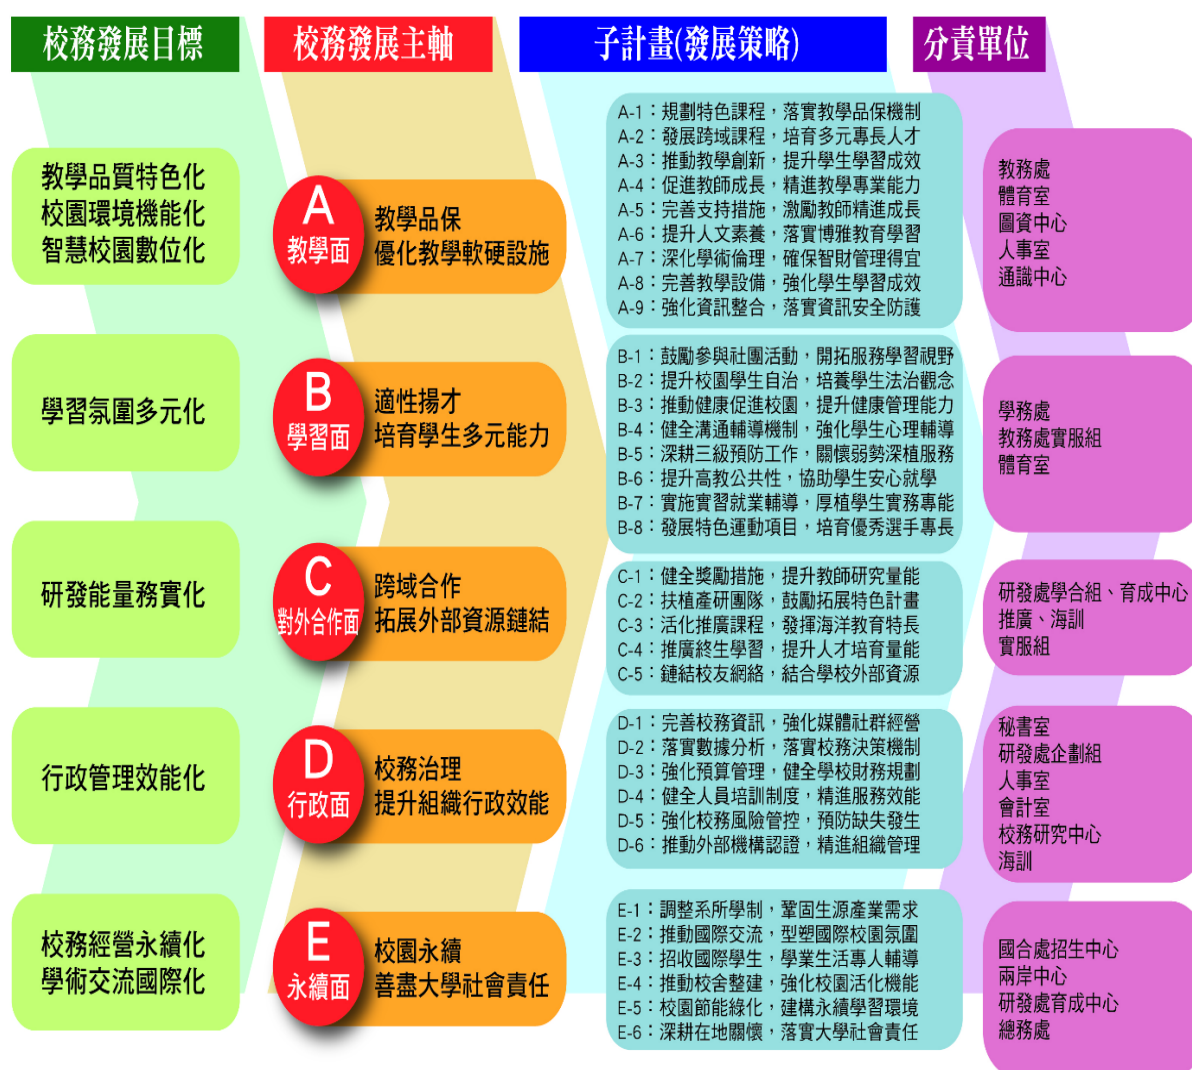 校務發展目標
校務發展主軸
子計畫(發展策略)
分責單位
教學品質特色化
校園環境機能化
智慧校園數位化
A
教學面
教學品保
優化教學軟硬設施
A-1：規劃特色課程，落實教學品保機制
A-2：發展跨域課程，培育多元專長人才
A-3：推動教學創新，提升學生學習成效
A-4：促進教師成長，精進教學專業能力
A-5：完善支持措施，激勵教師精進成長
A-6：提升人文素養，落實博雅教育學習
A-7：深化學術倫理，確保智財管理得宜
A-8：完善教學設備，強化學生學習成效
A-9：強化資訊整合，落實資訊安全防護
教務處
體育室
圖資中心
人事室
通識中心
學習氛圍多元化
B
學習面
適性揚才
培育學生多元能力
B-1：鼓勵參與社團活動，開拓服務學習視野
B-2：提升校園學生自治，培養學生法治觀念
B-3：推動健康促進校園，提升健康管理能力
B-4：健全溝通輔導機制，強化學生心理輔導
B-5：深耕三級預防工作，關懷弱勢深植服務
B-6：提升高教公共性，協助學生安心就學
B-7：實施實習就業輔導，厚植學生實務專能
B-8：發展特色運動項目，培育優秀選手專長
學務處
教務處實服組
體育室
研發能量務實化
C
對外合作面
跨域合作
拓展外部資源鏈結
C-1：健全獎勵措施，提升教師研究量能
C-2：扶植產研團隊，鼓勵拓展特色計畫
C-3：活化推廣課程，發揮海洋教育特長
C-4：推廣終生學習，提升人才培育量能
C-5：鏈結校友網絡，結合學校外部資源
研發處學合組、育成中心
推廣、海訓
實服組
行政管理效能化
D
行政面
校務治理
提升組織行政效能
D-1：完善校務資訊，強化媒體社群經營
D-2：落實數據分析，落實校務決策機制
D-3：強化預算管理，健全學校財務規劃
D-4：健全人員培訓制度，精進服務效能
D-5：強化校務風險管控，預防缺失發生
D-6：推動外部機構認證，精進組織管理
秘書室
研發處企劃組
人事室
會計室
校務研究中心
海訓
校務經營永續化
學術交流國際化
E
永續面
校園永續
善盡大學社會責任
E-1：調整系所學制，鞏固生源產業需求
E-2：推動國際交流，型塑國際校園氛圍
E-3：招收國際學生，學業生活專人輔導
E-4：推動校舍整建，強化校園活化機能
E-5：校園節能綠化，建構永續學習環境
E-6：深耕在地關懷，落實大學社會責任
國合處招生中心
兩岸中心
研發處育成中心
總務處